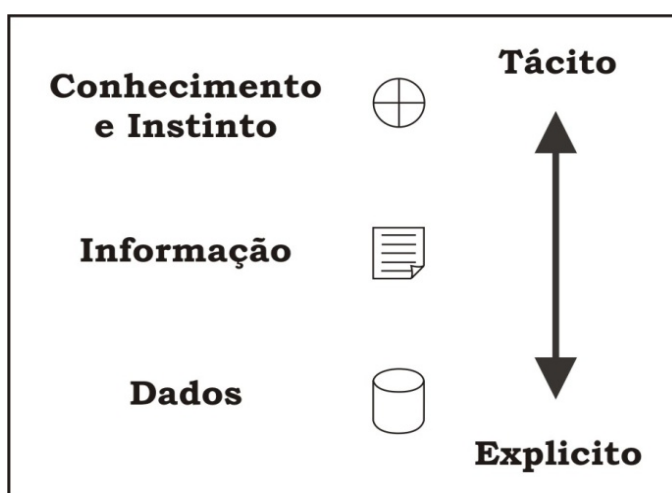 Conhecimento
e Instinto
Tácito
Informação
Dados
Explicito